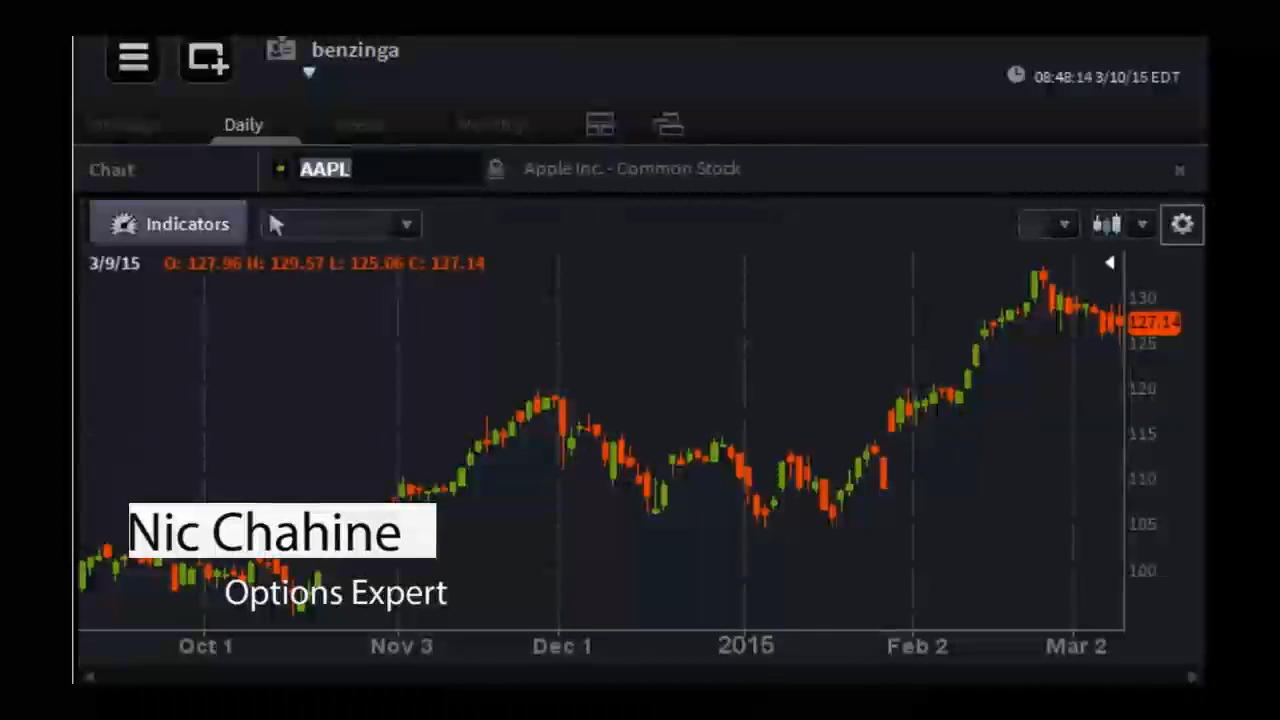 benzinga
08:48:14 3/10/15 EDT
Daily
Chart AAPL Apple Inc. - Common Stock
Indicators
3/9/15 O: 127.96 H: 129.57 L: 125.06 C: 127.14
130
127.14
125
120
115
110
105
100
Nic Chahine
Options Expert
Oct 1 Nov 3 Dec 1 2015 Feb 2 Mar 2